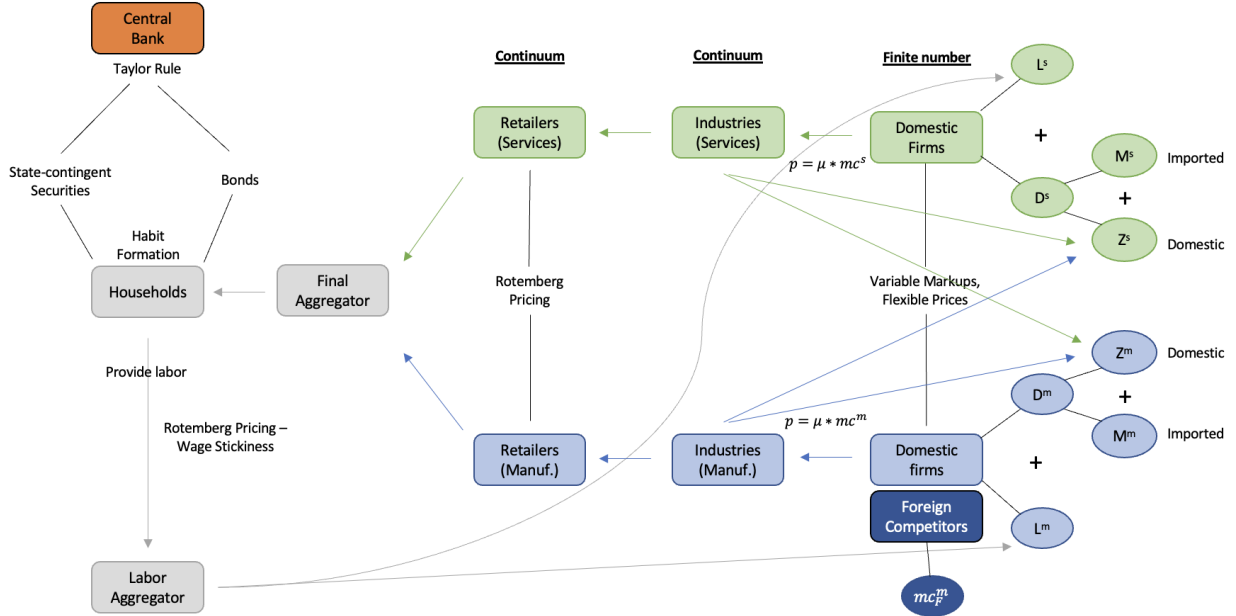 Central
Bank
Taylor Rule
State-contingent
Securities
Bonds
Habit
Formation
Households
Final
Aggregator
Provide labor
Rotemberg Pricing –
Wage Stickiness
Labor
Aggregator
Continuum
Retailers
(Services)
Rotemberg
Pricing
Retailers
(Manuf.)
Continuum
Industries
(Services)
p = μ * mcˢ
p = μ * mcᵐ
Industries
(Manuf.)
Finite number
Domestic
Firms
Variable Markups,
Flexible Prices
Domestic
firms
Foreign
Competitors
mc_F^m
Lˢ
+
Mˢ
Imported
Dˢ
+
Zˢ
Domestic
Zᵐ
Domestic
Dᵐ
+
Mᵐ
Imported
+
Lᵐ